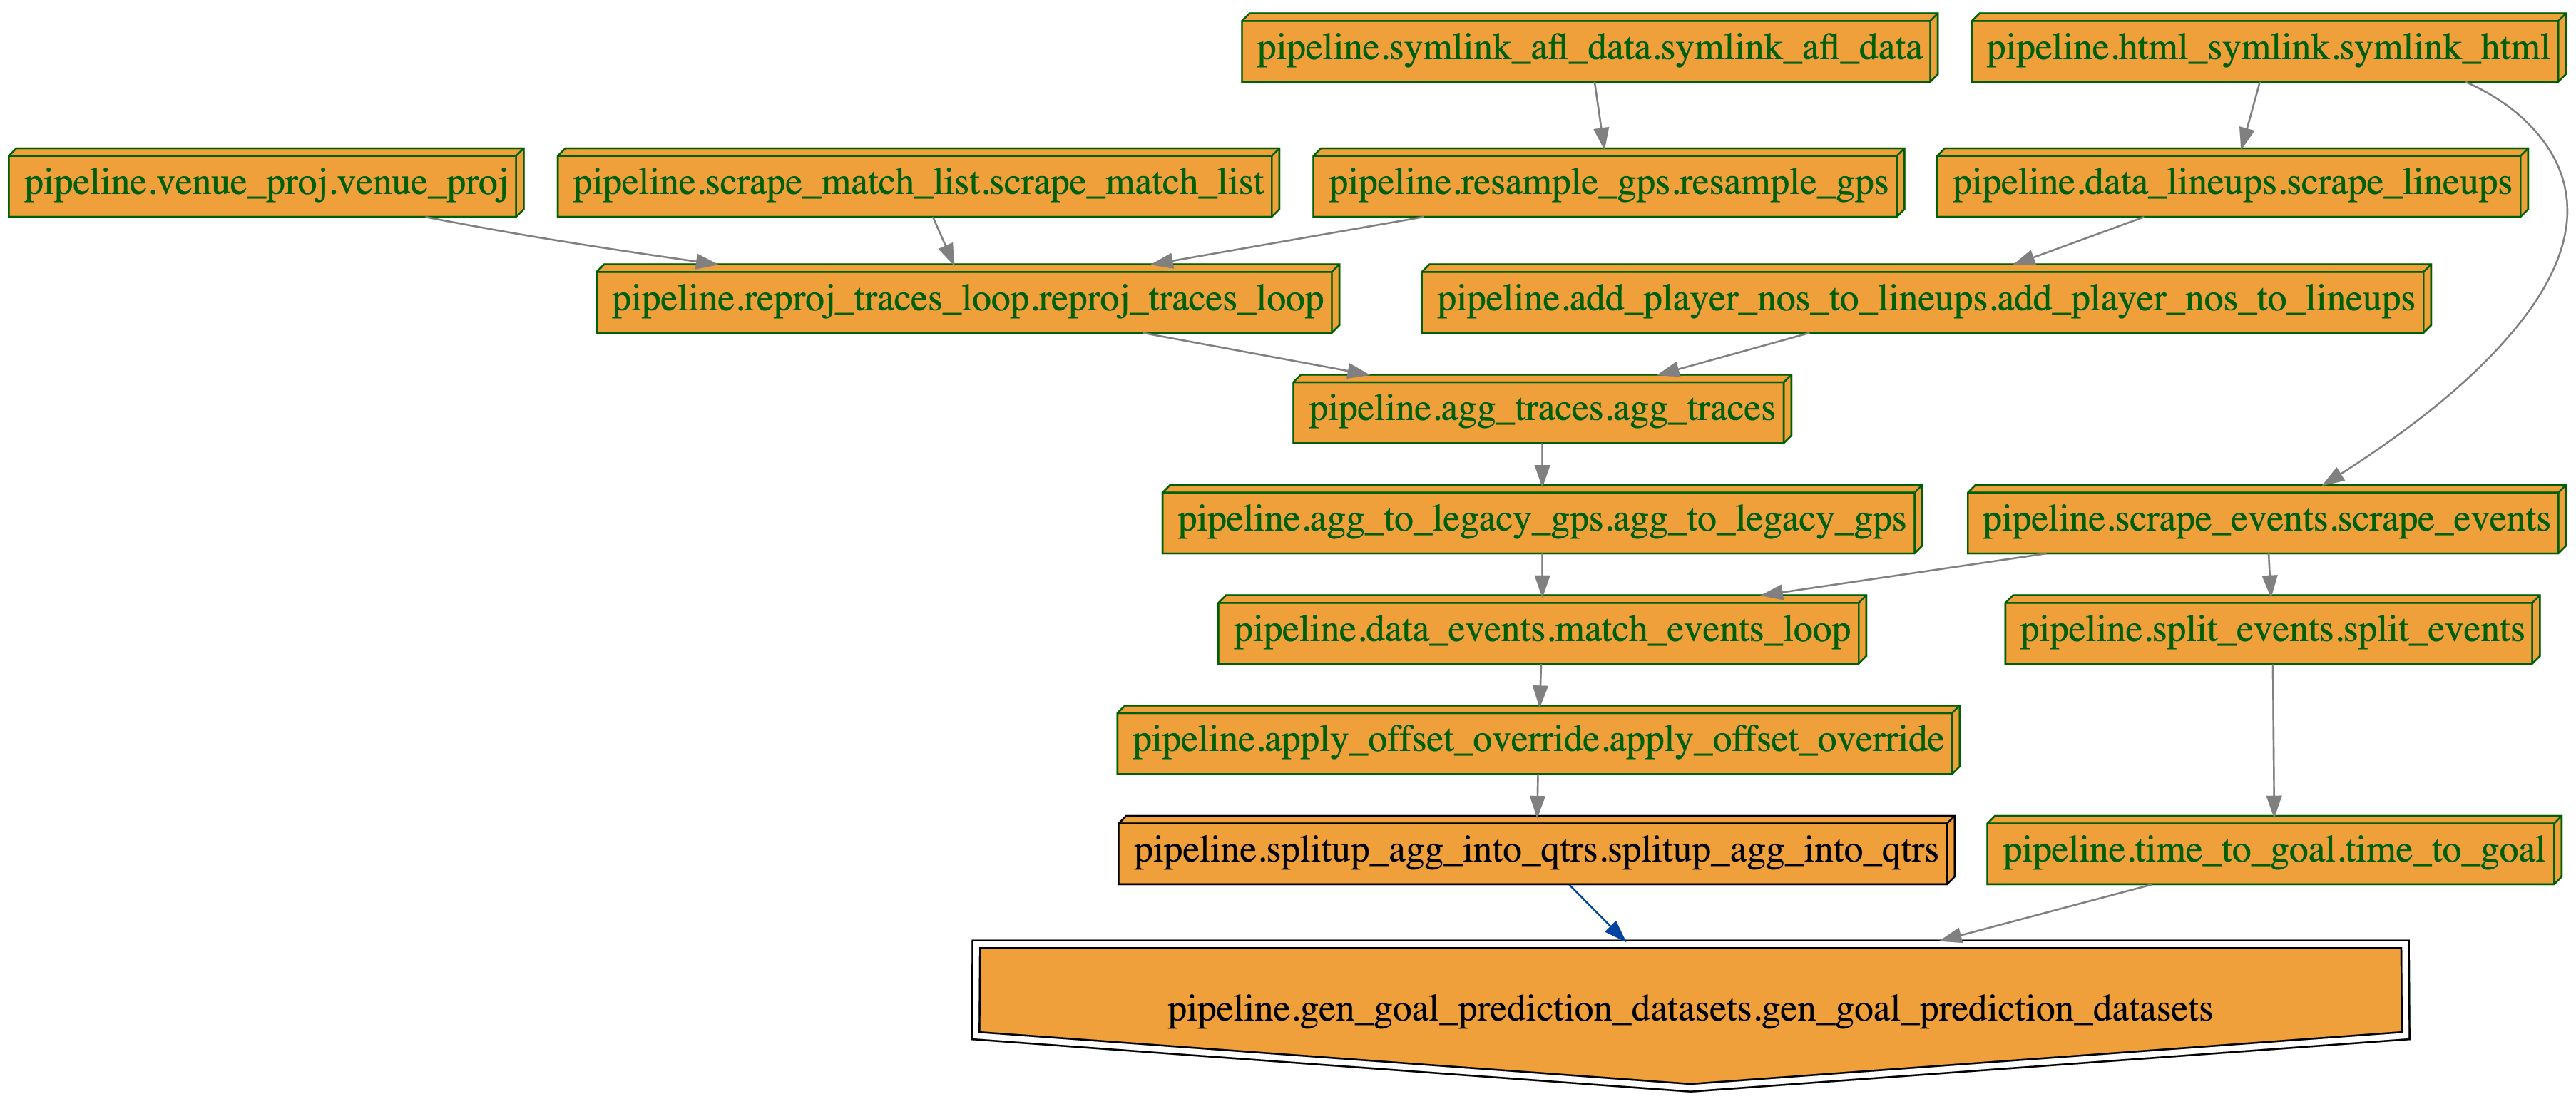 pipeline.symlink_afl_data.symlink_afl_data
pipeline.html_symlink.symlink_html
pipeline.venue_proj.venue_proj
pipeline.scrape_match_list.scrape_match_list
pipeline.resample_gps.resample_gps
pipeline.data_lineups.scrape_lineups
pipeline.reproj_traces_loop.reproj_traces_loop
pipeline.add_player_nos_to_lineups.add_player_nos_to_lineups
pipeline.agg_traces.agg_traces
pipeline.agg_to_legacy_gps.agg_to_legacy_gps
pipeline.scrape_events.scrape_events
pipeline.data_events.match_events_loop
pipeline.split_events.split_events
pipeline.apply_offset_override.apply_offset_override
pipeline.splitup_agg_into_qtrs.splitup_agg_into_qtrs
pipeline.time_to_goal.time_to_goal
pipeline.gen_goal_prediction_datasets.gen_goal_prediction_datasets